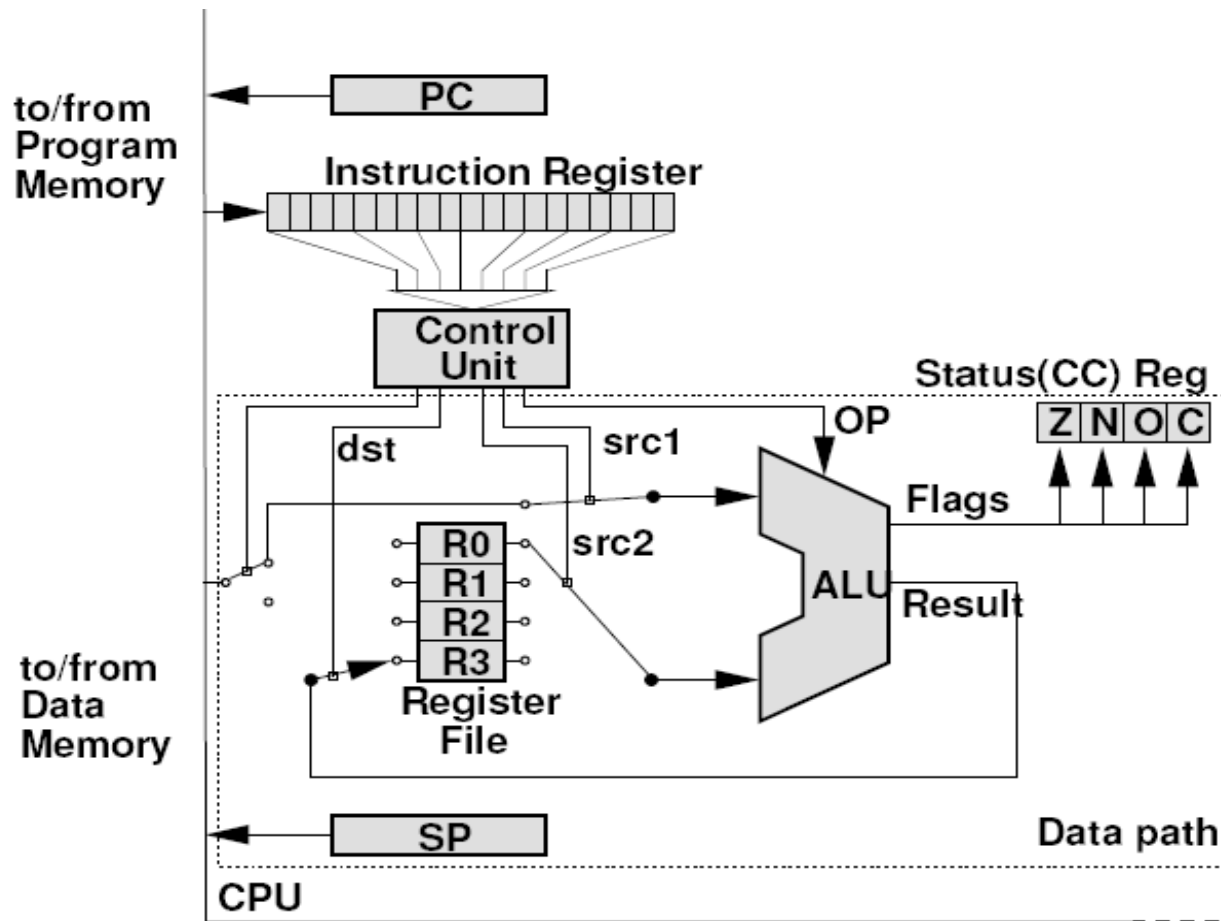 PC
to/from
Program
Memory
Instruction Register
Control
Unit
Status(CC) Reg
Z N O C
OP
dst
src1
Flags
src2
R0
R1
R2
R3
ALU
Result
Register
File
to/from
Data
Memory
SP
Data path
CPU